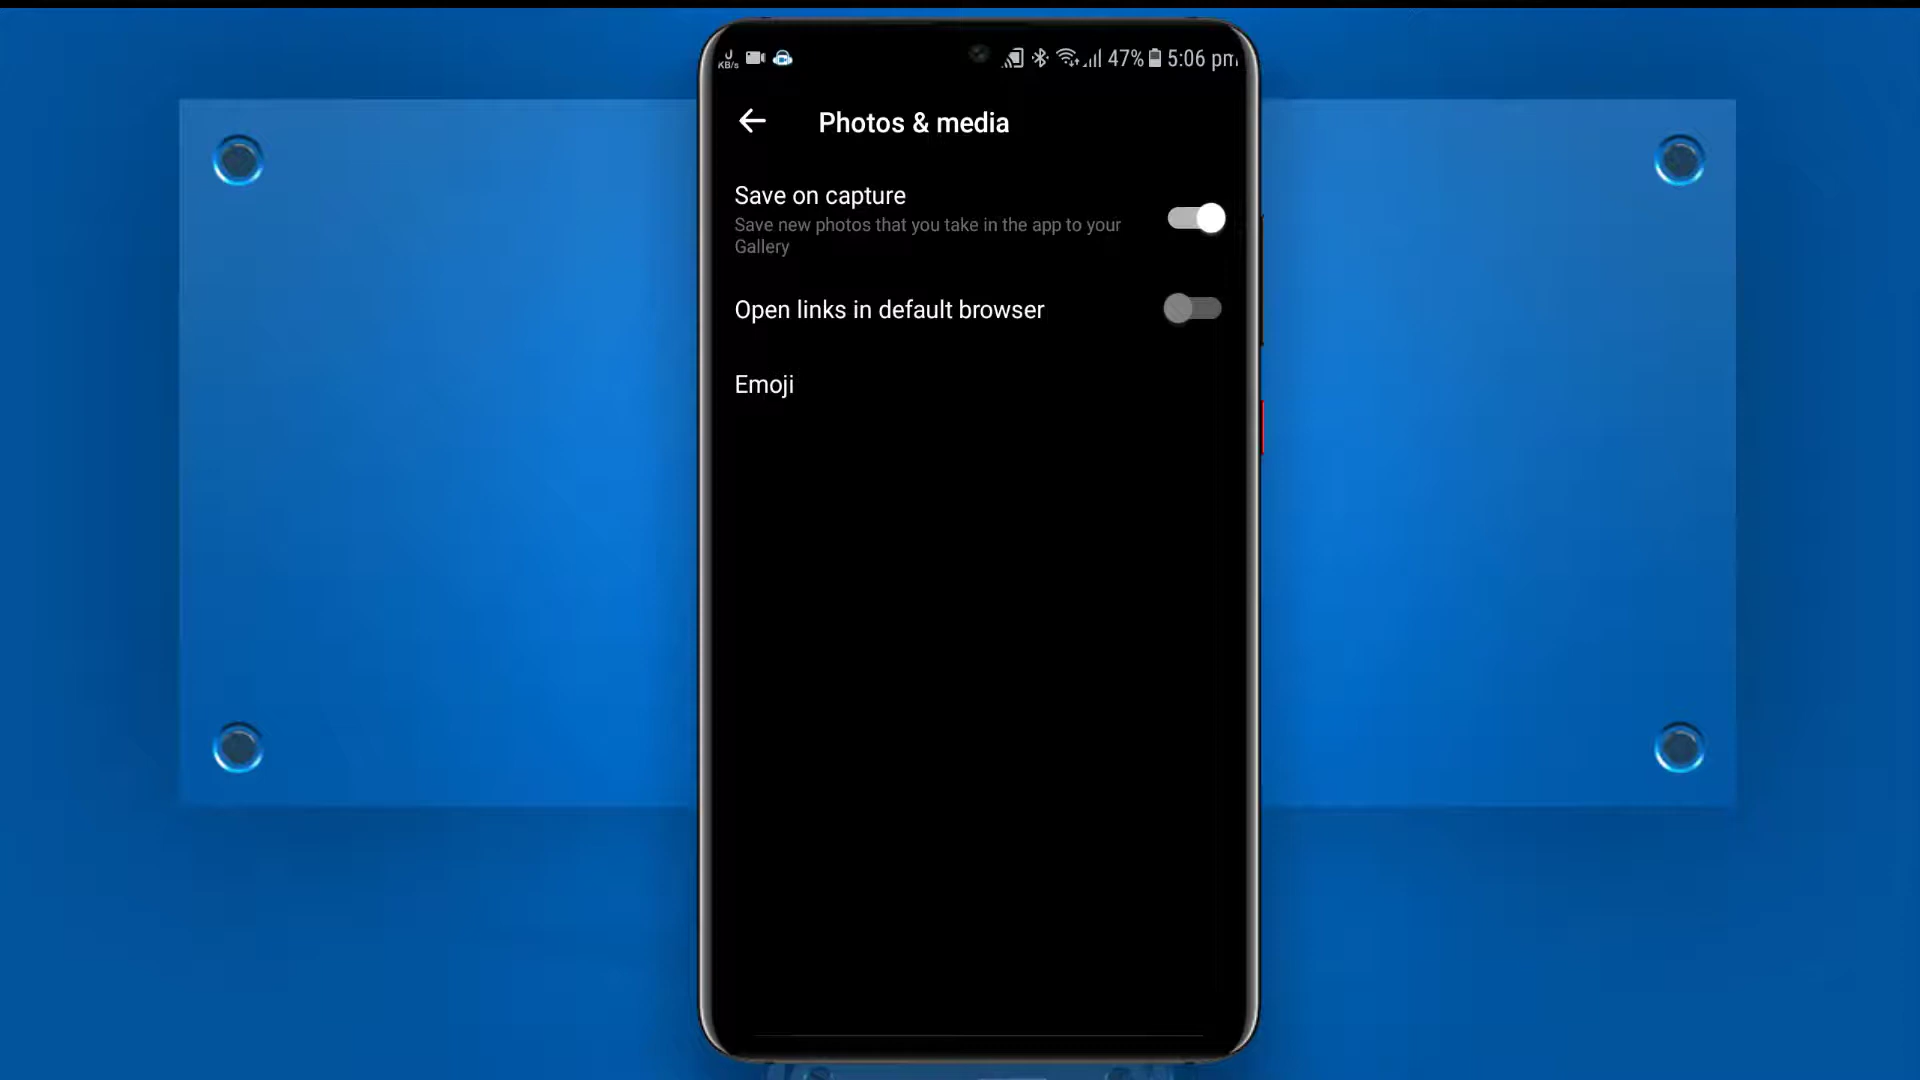 KB/s 47% 5:06 pm
Photos & media
Save on capture
Save new photos that you take in the app to your
Gallery
Open links in default browser
Emoji